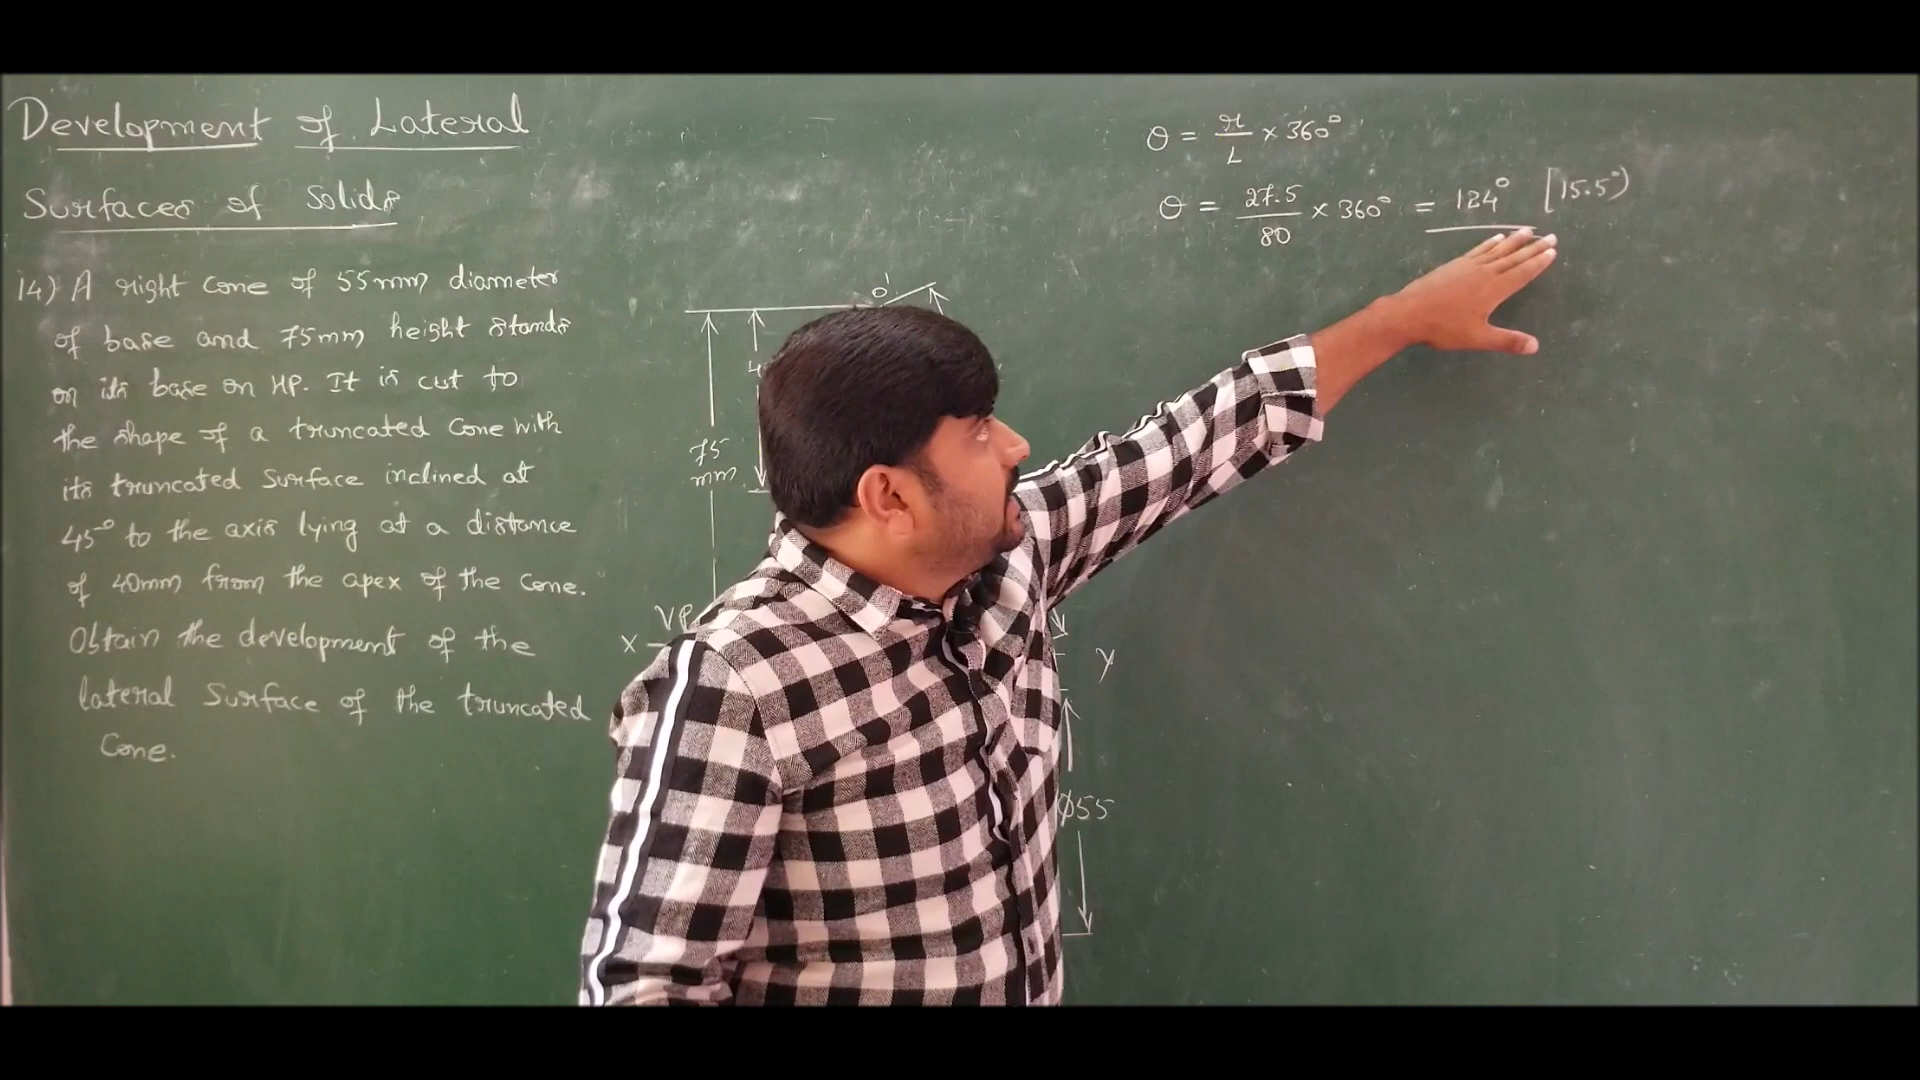 Development of Lateral
Surfaces of Solids
14) A right cone of 55mm diameter
of base and 75mm height stands
on its base on HP. It is cut to
the shape of a truncated cone with
its truncated surface inclined at
45° to the axis lying at a distance
of 40mm from the apex of the cone.
Obtain the development of the
lateral surface of the truncated
Cone.
θ = r/L × 360°
θ = 27.5/80 × 360° = 124° [15.5°)
o'
4
75
mm
VP
X
Y
φ55